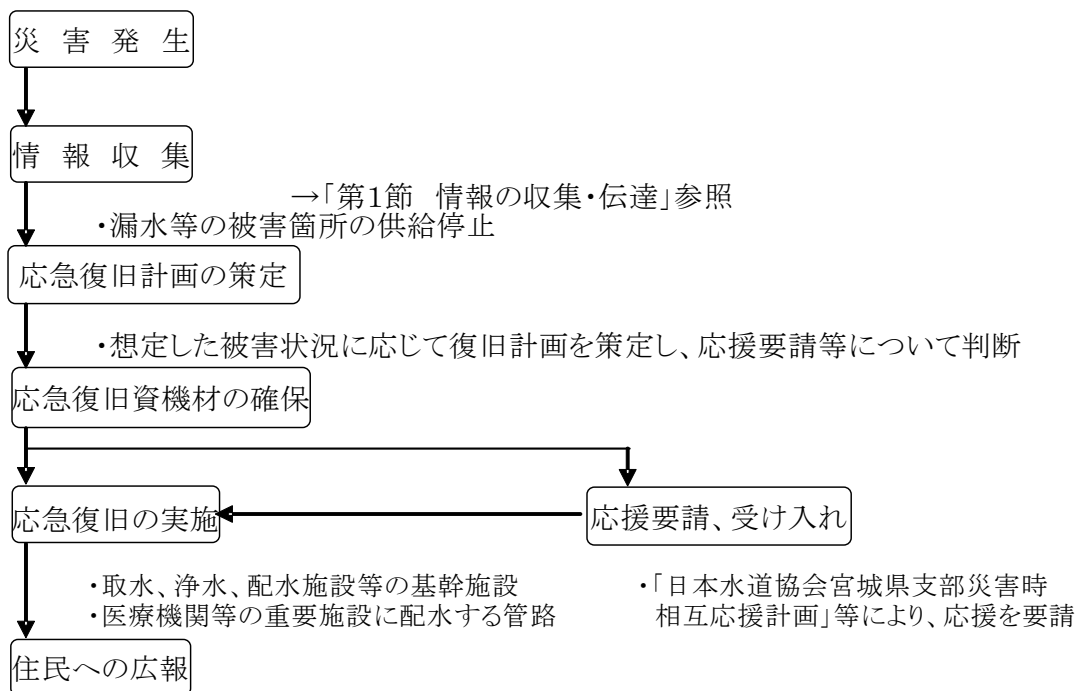 災 害 発 生
情 報 収 集
→「第1節 情報の収集・伝達」参照
・漏水等の被害箇所の供給停止
応急復旧計画の策定
・想定した被害状況に応じて復旧計画を策定し、応援要請等について判断
応急復旧資機材の確保
応急復旧の実施
応援要請、受け入れ
・取水、浄水、配水施設等の基幹施設
・医療機関等の重要施設に配水する管路
・「日本水道協会宮城県支部災害時
相互応援計画」等により、応援を要請
住民への広報